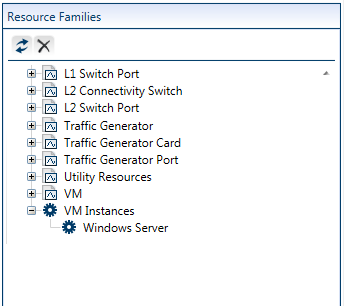 Resource Families
L1 Switch Port
L2 Connectivity Switch
L2 Switch Port
Traffic Generator
Traffic Generator Card
Traffic Generator Port
Utility Resources
VM
VM Instances
Windows Server